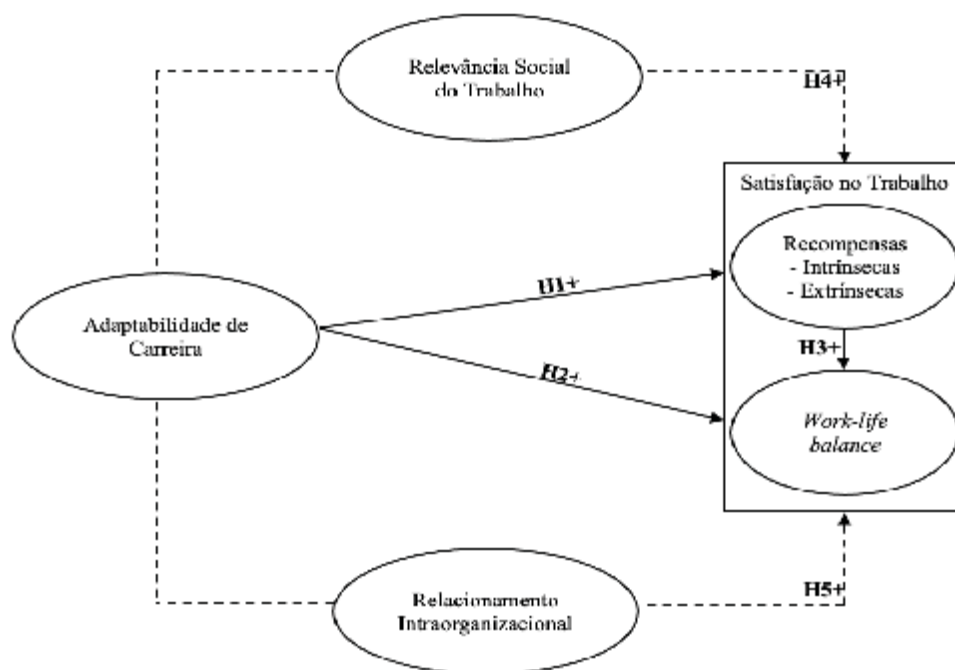 Relevância Social
do Trabalho
H4+
Satisfação no Trabalho
Recompensas
- Intrínsecas
- Extrínsecas
H1+
Adaptabilidade de
Carreira
H3+
H2+
Work-life
balance
H5+
Relacionamento
Intraorganizacional